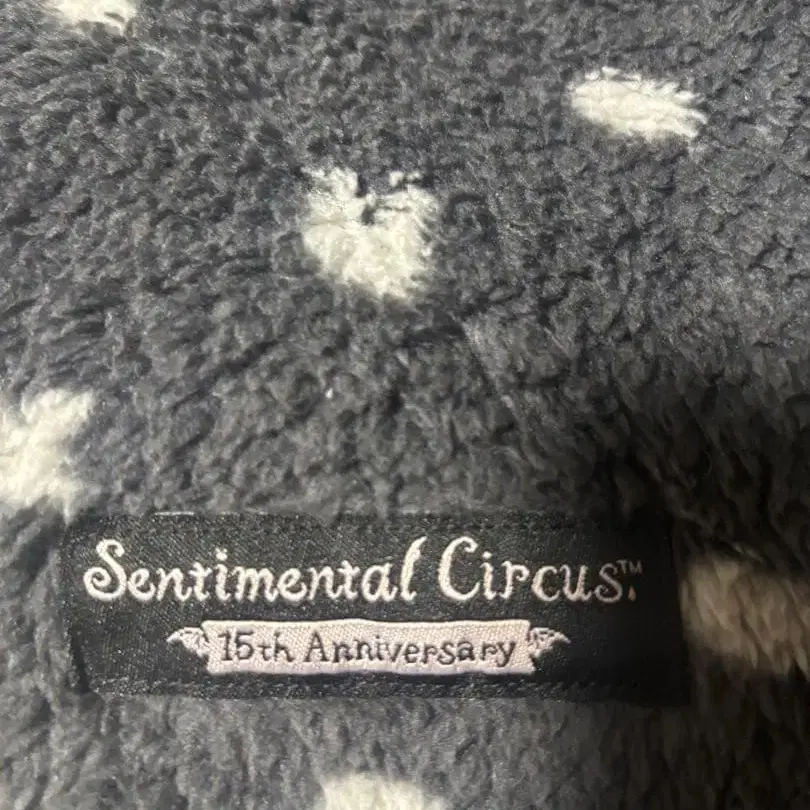 Sentimental Circus™
15th Anniversary